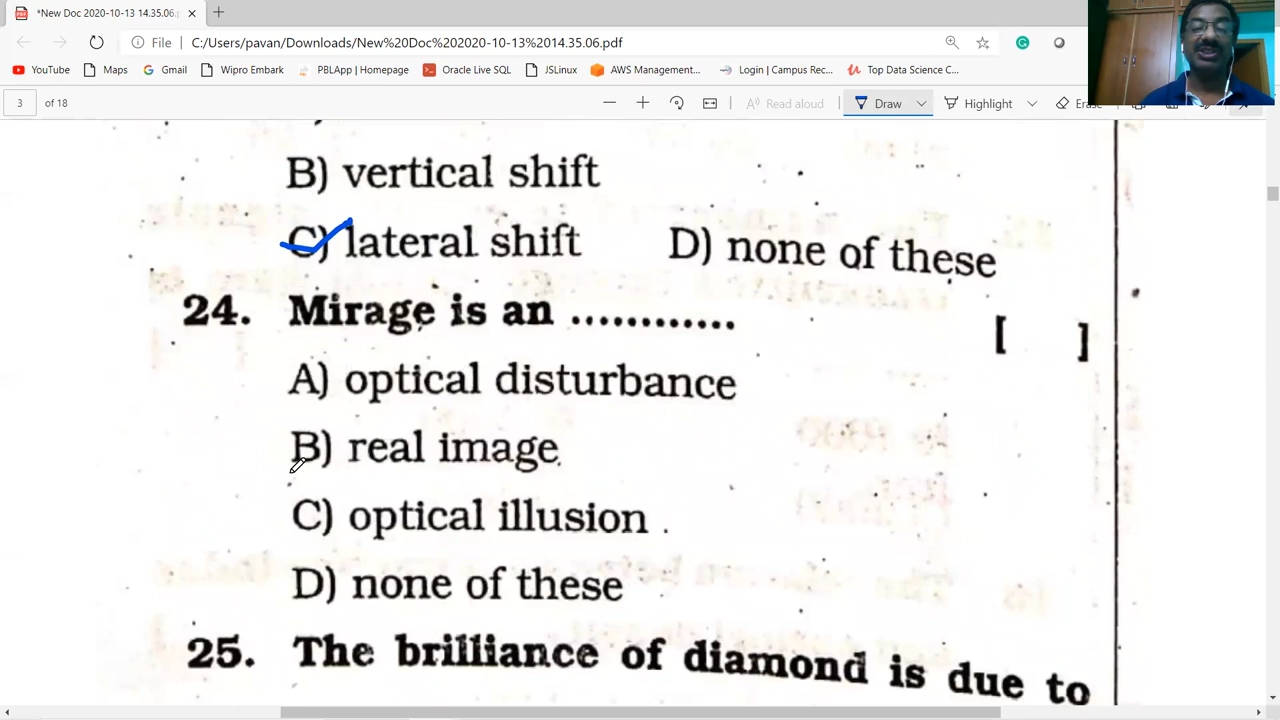 *New Doc 2020-10-13 14.35.06.p
File C:/Users/pavan/Downloads/New%20Doc%202020-10-13%2014.35.06.pdf
YouTube Maps Gmail Wipro Embark PBLApp | Homepage Oracle Live SQL JSLinux AWS Management... Login | Campus Rec... Top Data Science C...
3 of 18 Read aloud Draw Highlight Erase
B) vertical shift
C) lateral shift D) none of these
24. Mirage is an ............ [ ]
A) optical disturbance
B) real image
C) optical illusion .
D) none of these
25. The brilliance of diamond is due to